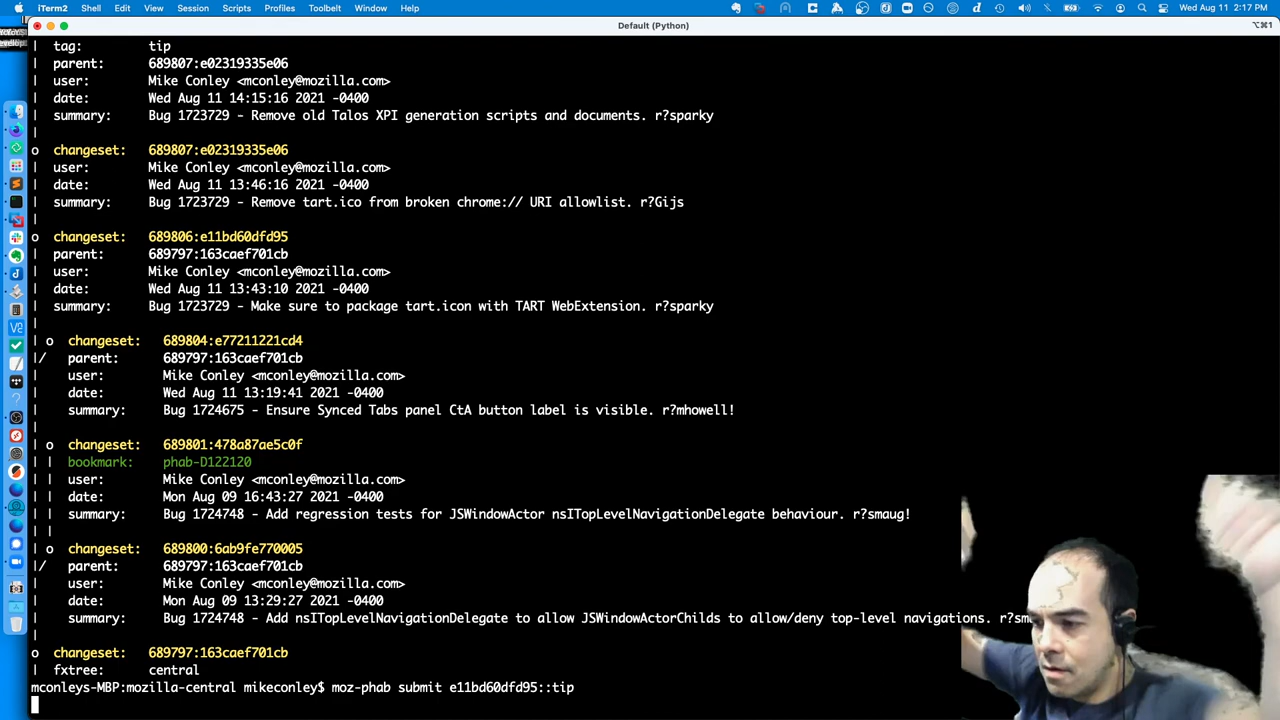 iTerm2 Shell Edit View Session Scripts Profiles Toolbelt Window Help Wed Aug 11 2:17 PM
Default (Python) ⌥⌘1
| tag: tip
| parent: 689807:e02319335e06
| user: Mike Conley <mconley@mozilla.com>
| date: Wed Aug 11 14:15:16 2021 -0400
| summary: Bug 1723729 - Remove old Talos XPI generation scripts and documents. r?sparky
|
o changeset: 689807:e02319335e06
| user: Mike Conley <mconley@mozilla.com>
| date: Wed Aug 11 13:46:16 2021 -0400
| summary: Bug 1723729 - Remove tart.ico from broken chrome:// URI allowlist. r?Gijs
|
o changeset: 689806:e11bd60dfd95
| parent: 689797:163caef701cb
| user: Mike Conley <mconley@mozilla.com>
| date: Wed Aug 11 13:43:10 2021 -0400
| summary: Bug 1723729 - Make sure to package tart.icon with TART WebExtension. r?sparky
|
| o changeset: 689804:e77211221cd4
|/ parent: 689797:163caef701cb
| user: Mike Conley <mconley@mozilla.com>
| date: Wed Aug 11 13:19:41 2021 -0400
| summary: Bug 1724675 - Ensure Synced Tabs panel CtA button label is visible. r?mhowell!
|
| o changeset: 689801:478a87ae5c0f
| | bookmark: phab-D122120
| | user: Mike Conley <mconley@mozilla.com>
| | date: Mon Aug 09 16:43:27 2021 -0400
| | summary: Bug 1724748 - Add regression tests for JSWindowActor nsITopLevelNavigationDelegate behaviour. r?smaug!
| |
| o changeset: 689800:6ab9fe770005
|/ parent: 689797:163caef701cb
| user: Mike Conley <mconley@mozilla.com>
| date: Mon Aug 09 13:29:27 2021 -0400
| summary: Bug 1724748 - Add nsITopLevelNavigationDelegate to allow JSWindowActorChilds to allow/deny top-level navigations. r?sm
|
o changeset: 689797:163caef701cb
| fxtree: central
mconleys-MBP:mozilla-central mikeconley$ moz-phab submit e11bd60dfd95::tip